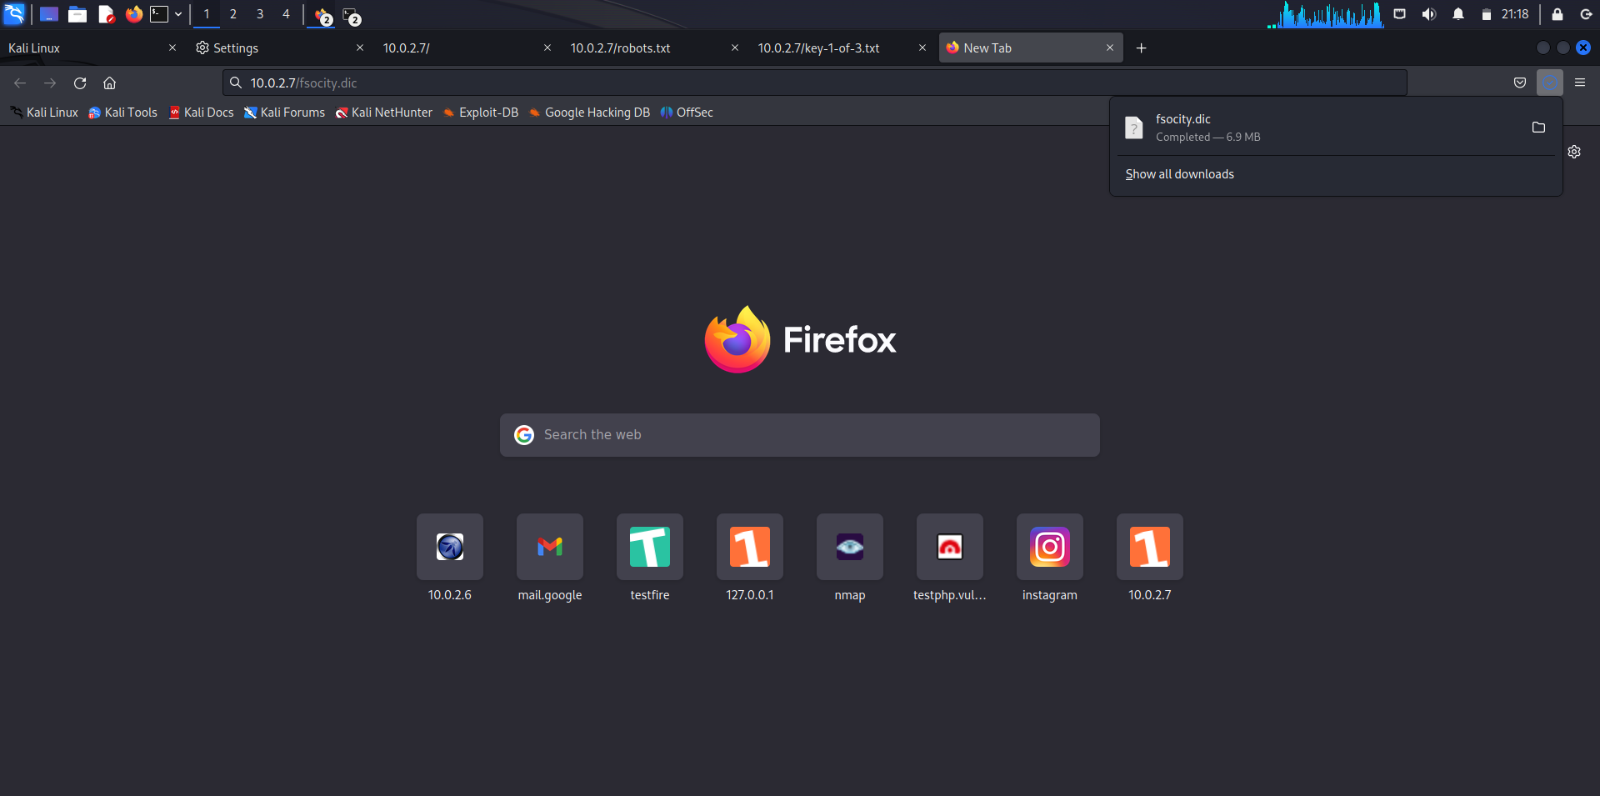 1 2 3 4 2 2 21:18
Kali Linux Settings 10.0.2.7/ 10.0.2.7/robots.txt 10.0.2.7/key-1-of-3.txt New Tab
10.0.2.7/fsocity.dic
Kali Linux Kali Tools Kali Docs Kali Forums Kali NetHunter Exploit-DB Google Hacking DB OffSec
fsocity.dic
Completed — 6.9 MB
Show all downloads
Firefox
Search the web
10.0.2.6 mail.google testfire 127.0.0.1 nmap testphp.vul... instagram 10.0.2.7